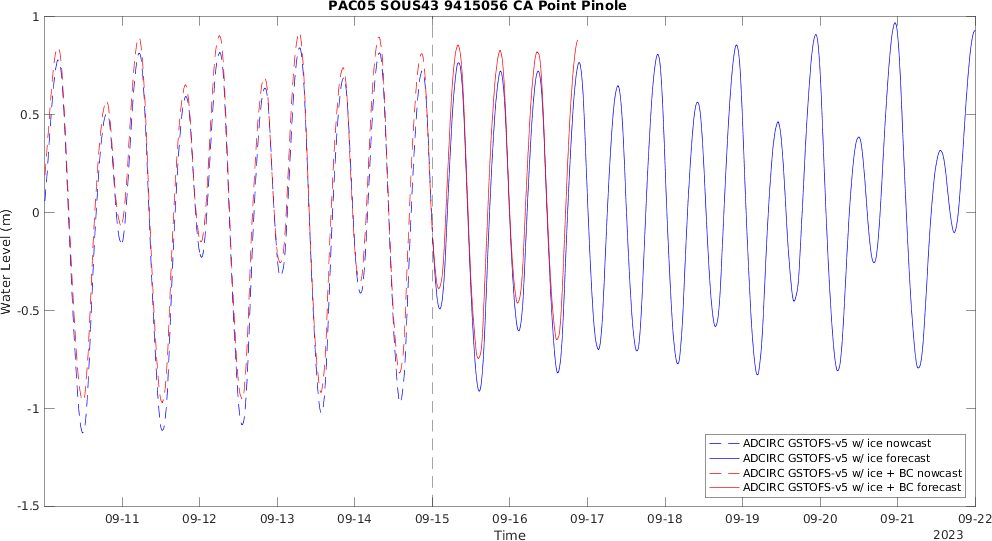 PAC05 SOUS43 9415056 CA Point Pinole
1
0.5
0
-0.5
-1
-1.5
Water Level (m)
ADCIRC GSTOFS-v5 w/ ice nowcast
ADCIRC GSTOFS-v5 w/ ice forecast
ADCIRC GSTOFS-v5 w/ ice + BC nowcast
ADCIRC GSTOFS-v5 w/ ice + BC forecast
09-11 09-12 09-13 09-14 09-15 09-16 09-17 09-18 09-19 09-20 09-21 09-22
Time
2023